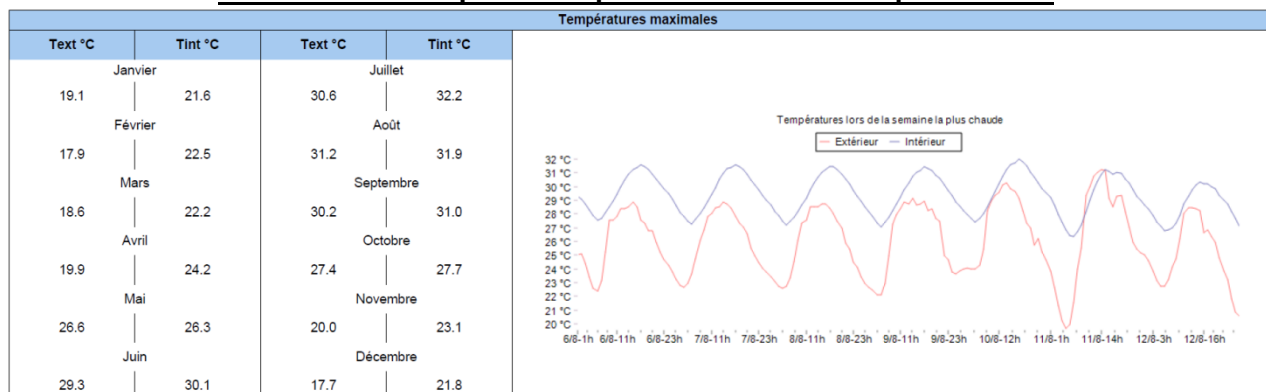 Températures maximales
Text °C Tint °C Text °C Tint °C
Janvier Juillet
19.1 21.6 30.6 32.2
Février Août
17.9 22.5 31.2 31.9
Mars Septembre
18.6 22.2 30.2 31.0
Avril Octobre
19.9 24.2 27.4 27.7
Mai Novembre
26.6 26.3 20.0 23.1
Juin Décembre
29.3 30.1 17.7 21.8
Températures lors de la semaine la plus chaude
Extérieur Intérieur
32 °C
31 °C
30 °C
29 °C
28 °C
27 °C
26 °C
25 °C
24 °C
23 °C
22 °C
21 °C
20 °C
6/8-1h 6/8-11h 6/8-23h 7/8-11h 7/8-23h 8/8-11h 8/8-23h 9/8-11h 9/8-23h 10/8-12h 11/8-1h 11/8-14h 12/8-3h 12/8-16h